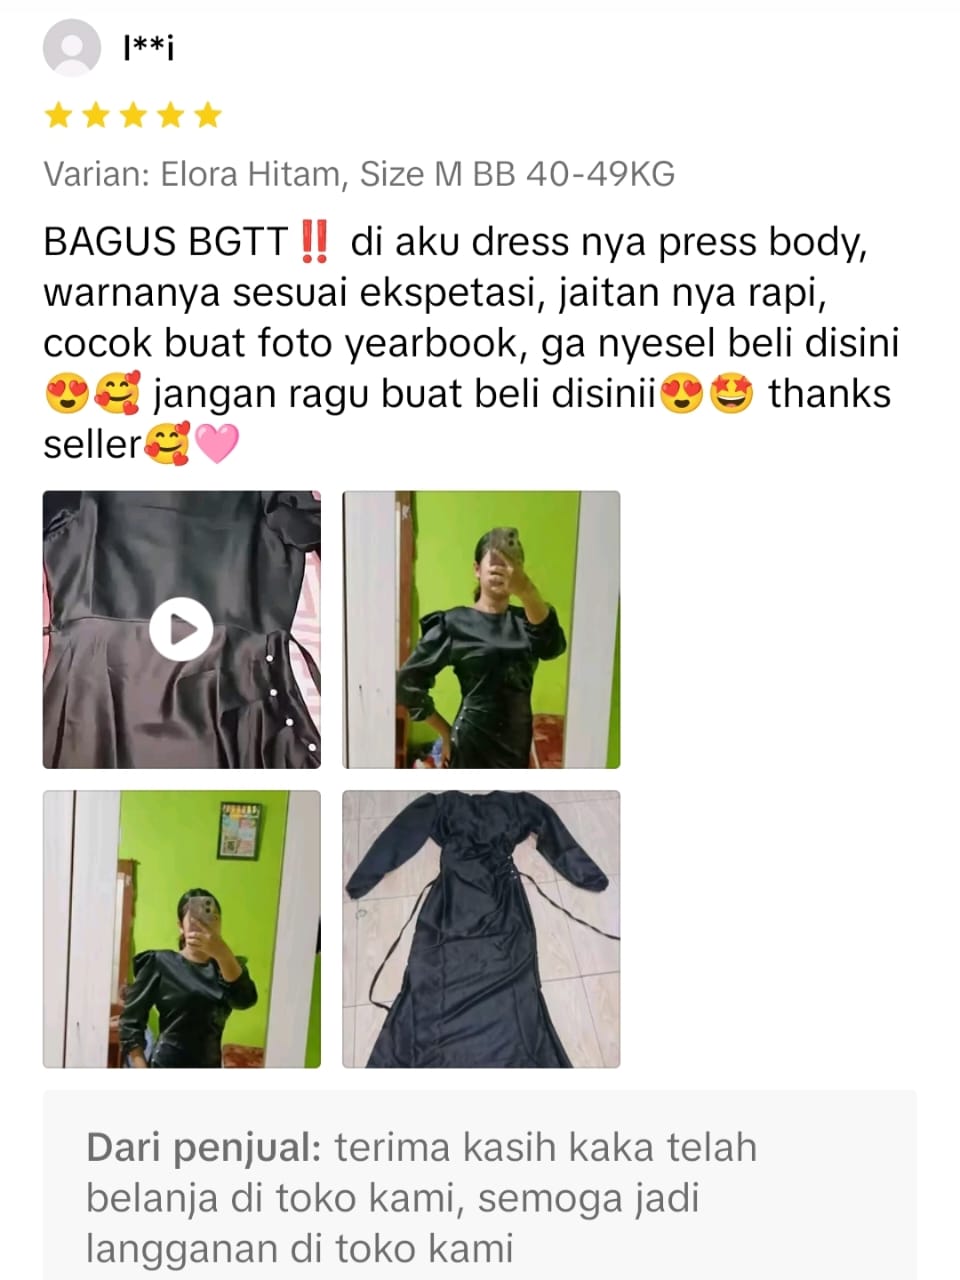 l**i
Varian: Elora Hitam, Size M BB 40-49KG
BAGUS BGTT‼️ di aku dress nya press body,
warnanya sesuai ekspetasi, jaitan nya rapi,
cocok buat foto yearbook, ga nyesel beli disini
😍🥰 jangan ragu buat beli disinii😍🤩 thanks
seller🥰🩷
Dari penjual: terima kasih kaka telah
belanja di toko kami, semoga jadi
langganan di toko kami